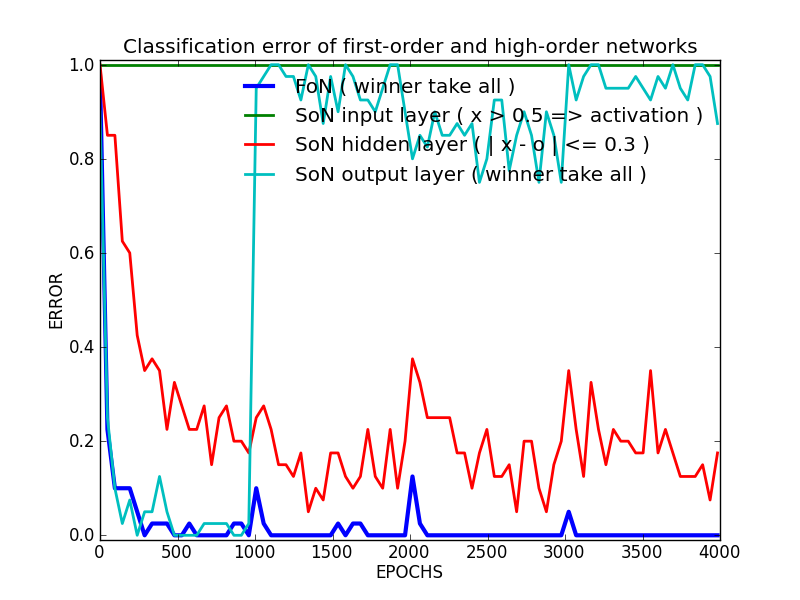 Classification error of first-order and high-order networks
1.0
0.8
0.6
0.4
0.2
0.0
ERROR
FoN ( winner take all )
SoN input layer ( x > 0.5 => activation )
SoN hidden layer ( | x - o | <= 0.3 )
SoN output layer ( winner take all )
0 500 1000 1500 2000 2500 3000 3500 4000
EPOCHS